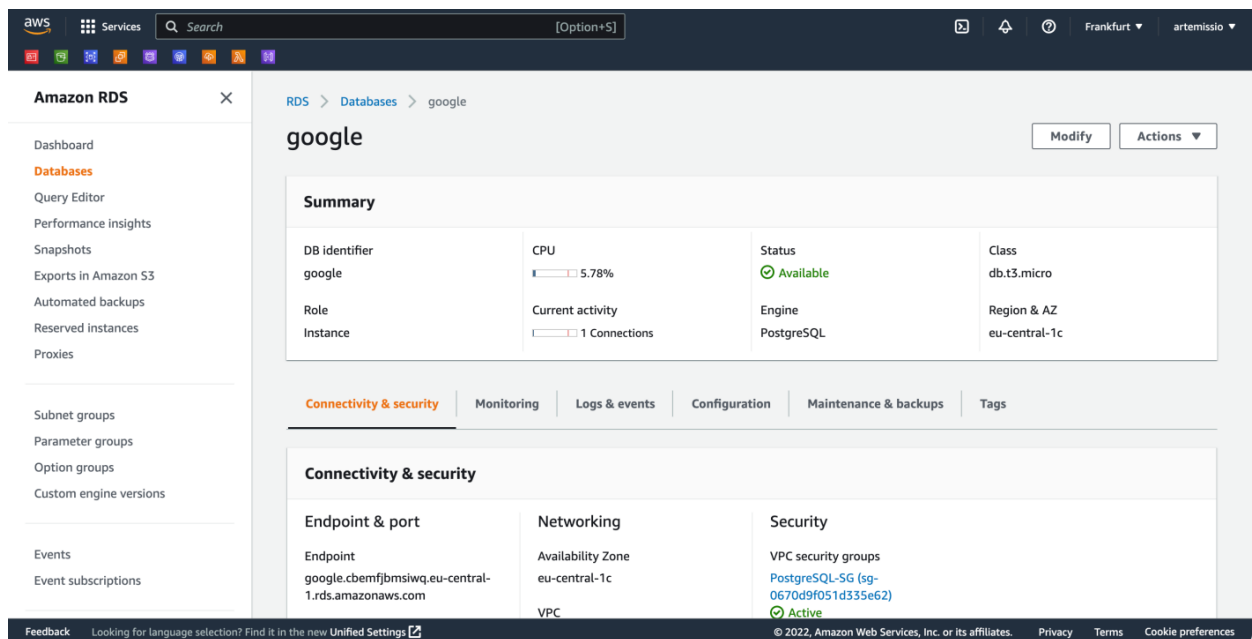 aws
Services
Search
[Option+S]
Frankfurt ▼
artemissio ▼
Amazon RDS
Dashboard
Databases
Query Editor
Performance insights
Snapshots
Exports in Amazon S3
Automated backups
Reserved instances
Proxies
Subnet groups
Parameter groups
Option groups
Custom engine versions
Events
Event subscriptions
RDS > Databases > google
google
Modify
Actions ▼
Summary
DB identifier
google
CPU
5.78%
Status
Available
Class
db.t3.micro
Role
Instance
Current activity
1 Connections
Engine
PostgreSQL
Region & AZ
eu-central-1c
Connectivity & security
Monitoring
Logs & events
Configuration
Maintenance & backups
Tags
Connectivity & security
Endpoint & port
Endpoint
google.cbemfjbmsiwq.eu-central-
1.rds.amazonaws.com
Networking
Availability Zone
eu-central-1c
VPC
Security
VPC security groups
PostgreSQL-SG (sg-
0670d9f051d335e62)
Active
Feedback
Looking for language selection? Find it in the new Unified Settings
© 2022, Amazon Web Services, Inc. or its affiliates.
Privacy
Terms
Cookie preferences